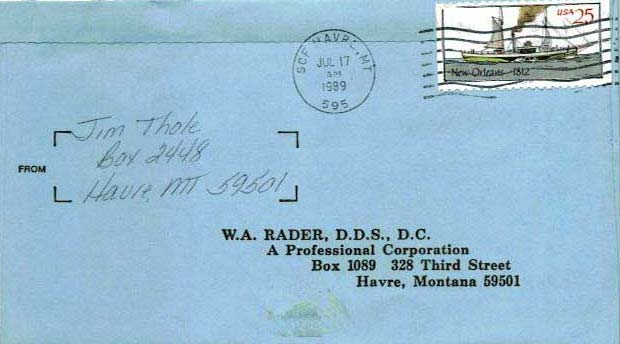 SCF HAVRE, MT
JUL 17
AM
1989
595
USA 25
New Orleans 1812
FROM
Jim Thole
Box 2448
Havre, MT 59501
W.A. RADER, D.D.S., D.C.
A Professional Corporation
Box 1089 328 Third Street
Havre, Montana 59501